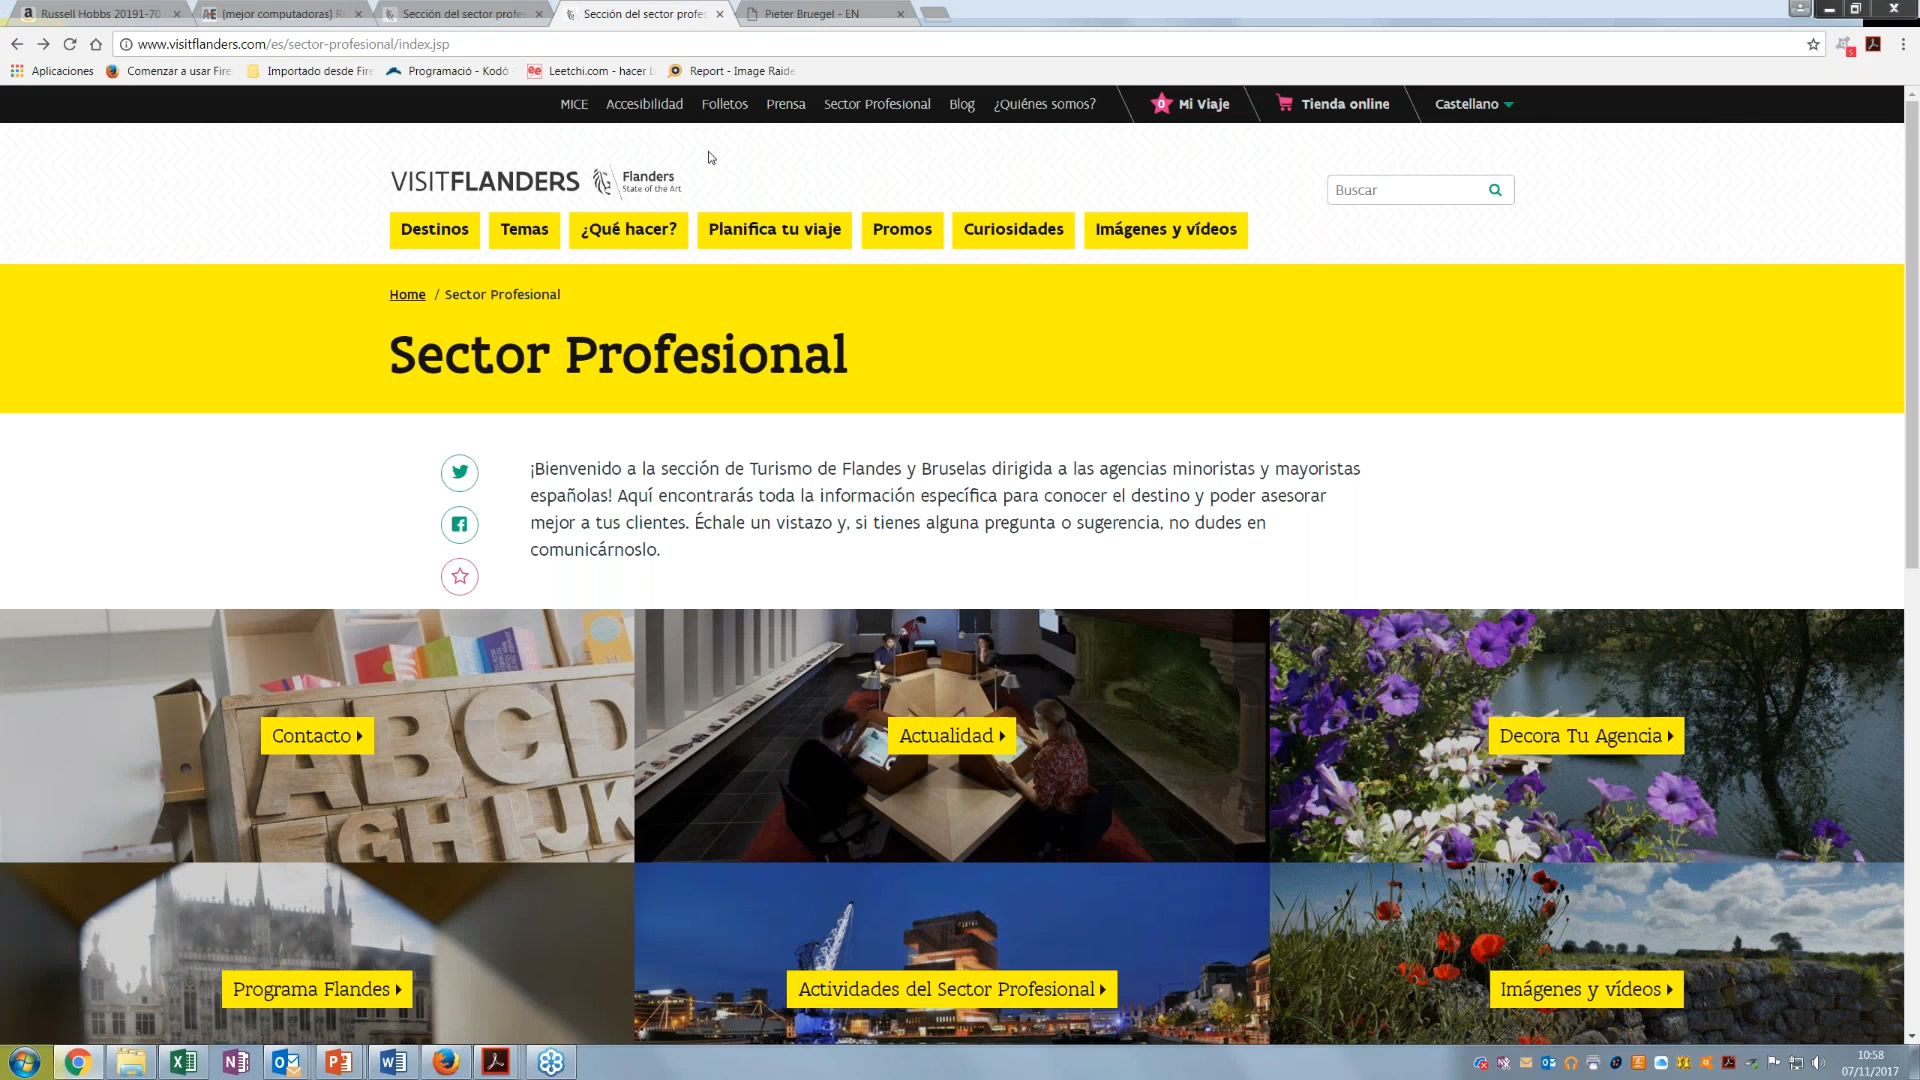 Russell Hobbs 20191-70
[mejor computadoras] R
Sección del sector profes
Sección del sector profes
Pieter Bruegel - EN
www.visitflanders.com/es/sector-profesional/index.jsp
Aplicaciones
Comenzar a usar Fire
Importado desde Fire
Programació - Kodô
Leetchi.com - hacer
Report - Image Raide
MICE
Accesibilidad
Folletos
Prensa
Sector Profesional
Blog
¿Quiénes somos?
0 Mi Viaje
Tienda online
Castellano
VISITFLANDERS
Flanders
State of the Art
Buscar
Destinos
Temas
¿Qué hacer?
Planifica tu viaje
Promos
Curiosidades
Imágenes y vídeos
Home / Sector Profesional
Sector Profesional
¡Bienvenido a la sección de Turismo de Flandes y Bruselas dirigida a las agencias minoristas y mayoristas
españolas! Aquí encontrarás toda la información específica para conocer el destino y poder asesorar
mejor a tus clientes. Échale un vistazo y, si tienes alguna pregunta o sugerencia, no dudes en
comunicárnoslo.
ABCD
GHIJK
Contacto
Actualidad
Decora Tu Agencia
Programa Flandes
Actividades del Sector Profesional
Imágenes y vídeos
10:58
07/11/2017